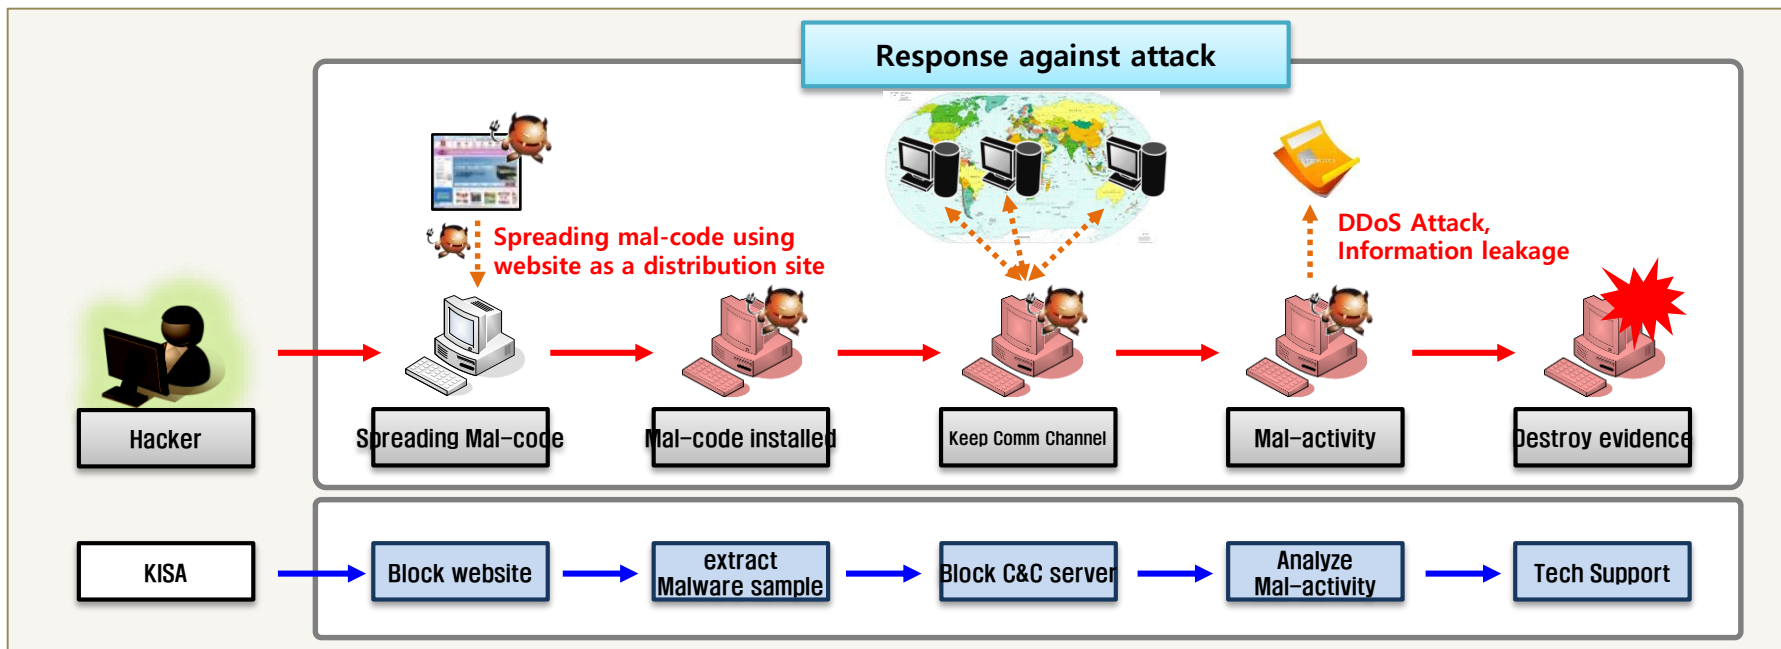 Response against attack
Spreading mal-code using
website as a distribution site
DDoS Attack,
Information leakage
Hacker
Spreading Mal-code
Mal-code installed
Keep Comm Channel
Mal-activity
Destroy evidence
KISA
Block website
extract
Malware sample
Block C&C server
Analyze
Mal-activity
Tech Support